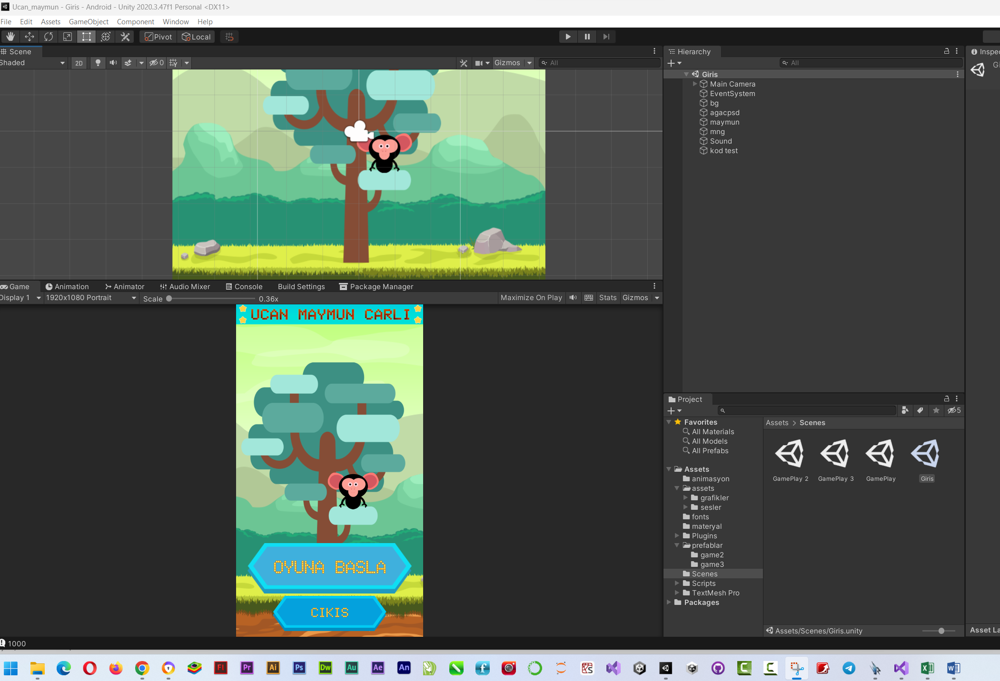 Ucan_maymun - Giris - Android - Unity 2020.3.47f1 Personal <DX11>
File Edit Assets GameObject Component Window Help
Pivot Local
Scene
Shaded 2D 0 Gizmos All
Game Animation Animator Audio Mixer Console Build Settings Package Manager
Display 1 1920x1080 Portrait Scale 0.36x Maximize On Play Stats Gizmos
UCAN MAYMUN CARLI
OYUNA BASLA
CIKIS
1000
Hierarchy
All
Giris
Main Camera
EventSystem
bg
agacpsd
maymun
mng
Sound
kod test
Project
5
Favorites
All Materials
All Models
All Prefabs
Assets
animasyon
assets
grafikler
sesler
fonts
materyal
Plugins
prefablar
game2
game3
Scenes
Scripts
TextMesh Pro
Packages
Assets > Scenes
GamePlay 2 GamePlay 3 GamePlay Giris
Assets/Scenes/Giris.unity
Inspec
Gi
Asset La
Fl Pr Ai Ps Dw Au Ae An